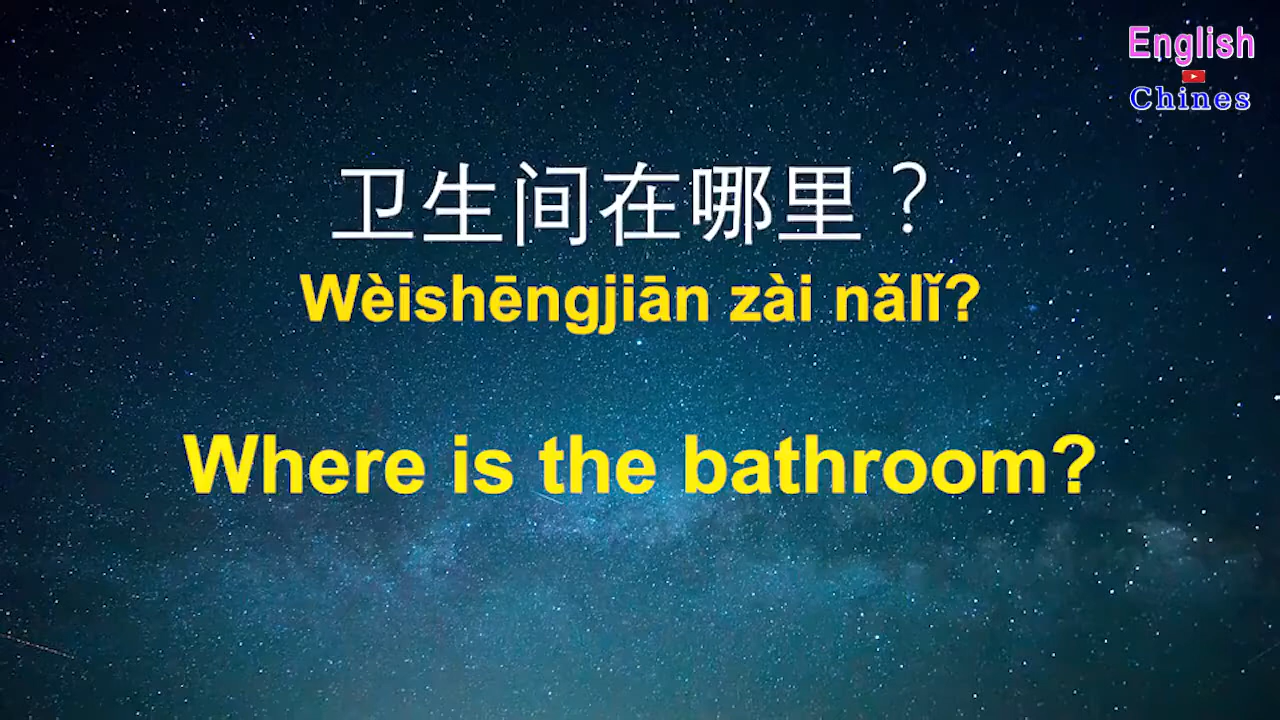 English
Chines
卫生间在哪里？
Wèishēngjiān zài nǎlǐ?
Where is the bathroom?